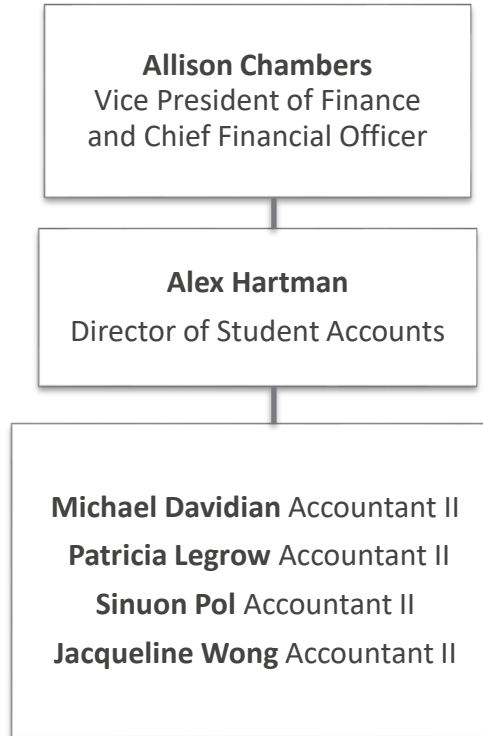 Allison Chambers
Vice President of Finance
and Chief Financial Officer
Alex Hartman
Director of Student Accounts
Michael Davidian Accountant II
Patricia Legrow Accountant II
Sinuon Pol Accountant II
Jacqueline Wong Accountant II